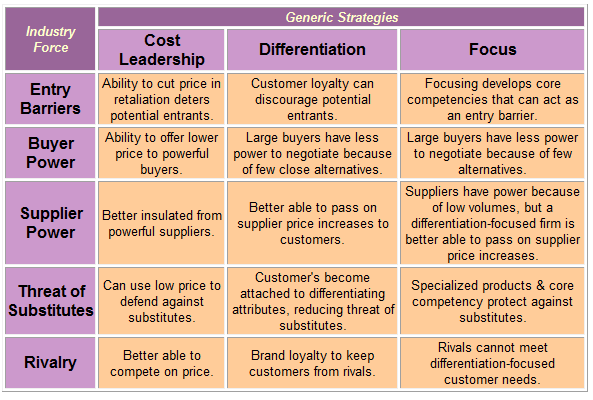 Industry
Force
Generic Strategies
Cost
Leadership
Differentiation
Focus
Entry
Barriers
Ability to cut price in
retaliation deters
potential entrants.
Customer loyalty can
discourage potential
entrants.
Focusing develops core
competencies that can act as
an entry barrier.
Buyer
Power
Ability to offer lower
price to powerful
buyers.
Large buyers have less
power to negotiate because
of few close alternatives.
Large buyers have less power
to negotiate because of few
alternatives.
Supplier
Power
Better insulated from
powerful suppliers.
Better able to pass on
supplier price increases to
customers.
Suppliers have power because
of low volumes, but a
differentiation-focused firm is
better able to pass on supplier
price increases.
Threat of
Substitutes
Can use low price to
defend against
substitutes.
Customer's become
attached to differentiating
attributes, reducing threat of
substitutes.
Specialized products & core
competency protect against
substitutes.
Rivalry
Better able to
compete on price.
Brand loyalty to keep
customers from rivals.
Rivals cannot meet
differentiation-focused
customer needs.